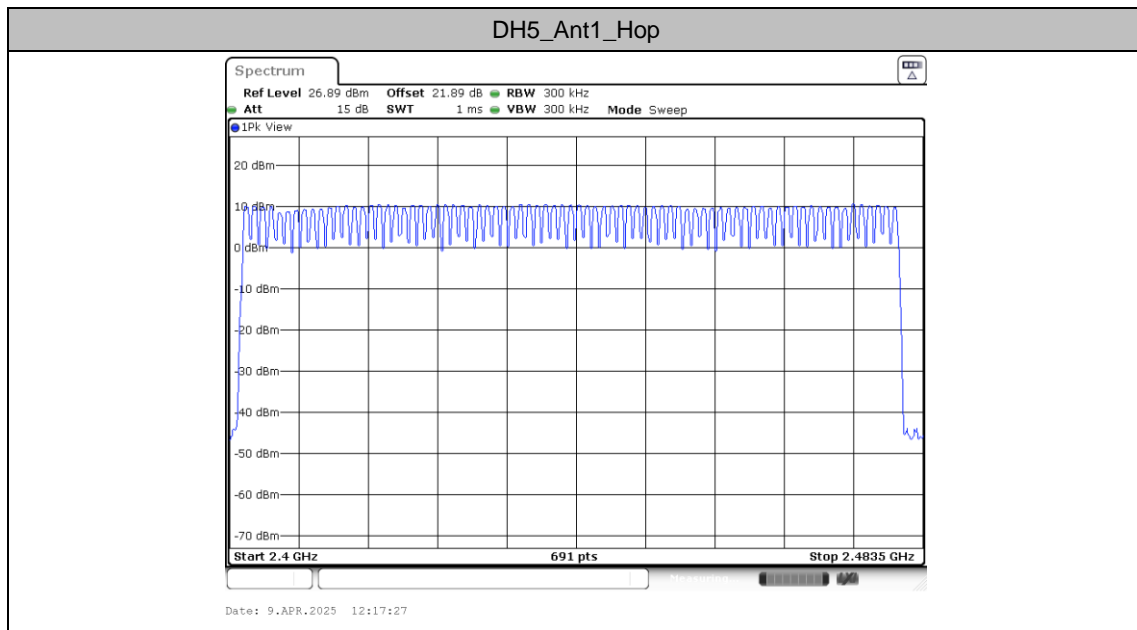 DH5_Ant1_Hop
Spectrum
Ref Level 26.89 dBm Offset 21.89 dB RBW 300 kHz
Att 15 dB SWT 1 ms VBW 300 kHz Mode Sweep
1Pk View
20 dBm
10 dBm
0 dBm
-10 dBm
-20 dBm
-30 dBm
-40 dBm
-50 dBm
-60 dBm
-70 dBm
Start 2.4 GHz 691 pts Stop 2.4835 GHz
Measuring...
Date: 9.APR.2025 12:17:27